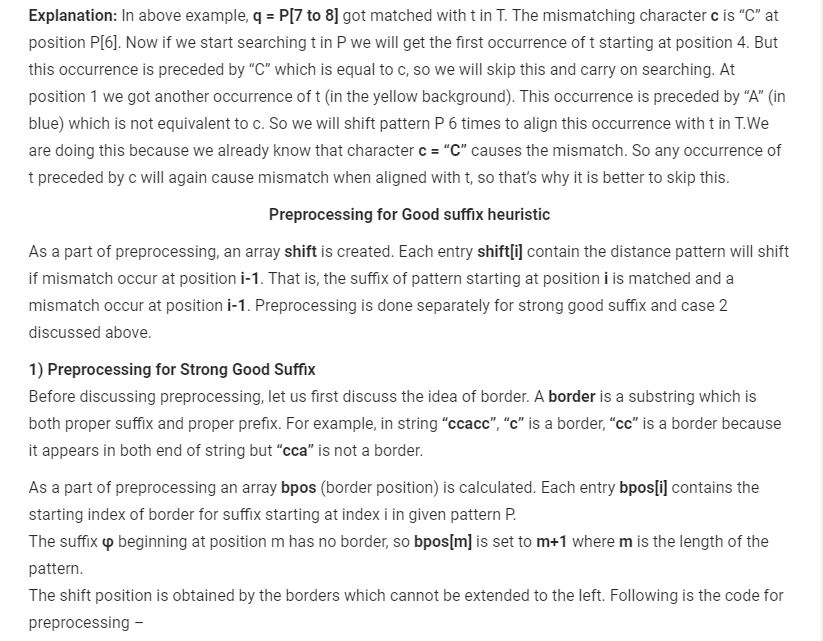 Explanation: In above example, q = P[7 to 8] got matched with t in T. The mismatching character c is “C” at
position P[6]. Now if we start searching t in P we will get the first occurrence of t starting at position 4. But
this occurrence is preceded by “C” which is equal to c, so we will skip this and carry on searching. At
position 1 we got another occurrence of t (in the yellow background). This occurrence is preceded by “A” (in
blue) which is not equivalent to c. So we will shift pattern P 6 times to align this occurrence with t in T.We
are doing this because we already know that character c = “C” causes the mismatch. So any occurrence of
t preceded by c will again cause mismatch when aligned with t, so that’s why it is better to skip this.
Preprocessing for Good suffix heuristic
As a part of preprocessing, an array shift is created. Each entry shift[i] contain the distance pattern will shift
if mismatch occur at position i-1. That is, the suffix of pattern starting at position i is matched and a
mismatch occur at position i-1. Preprocessing is done separately for strong good suffix and case 2
discussed above.
1) Preprocessing for Strong Good Suffix
Before discussing preprocessing, let us first discuss the idea of border. A border is a substring which is
both proper suffix and proper prefix. For example, in string “ccacc”, “c” is a border, “cc” is a border because
it appears in both end of string but “cca” is not a border.
As a part of preprocessing an array bpos (border position) is calculated. Each entry bpos[i] contains the
starting index of border for suffix starting at index i in given pattern P.
The suffix φ beginning at position m has no border, so bpos[m] is set to m+1 where m is the length of the
pattern.
The shift position is obtained by the borders which cannot be extended to the left. Following is the code for
preprocessing –